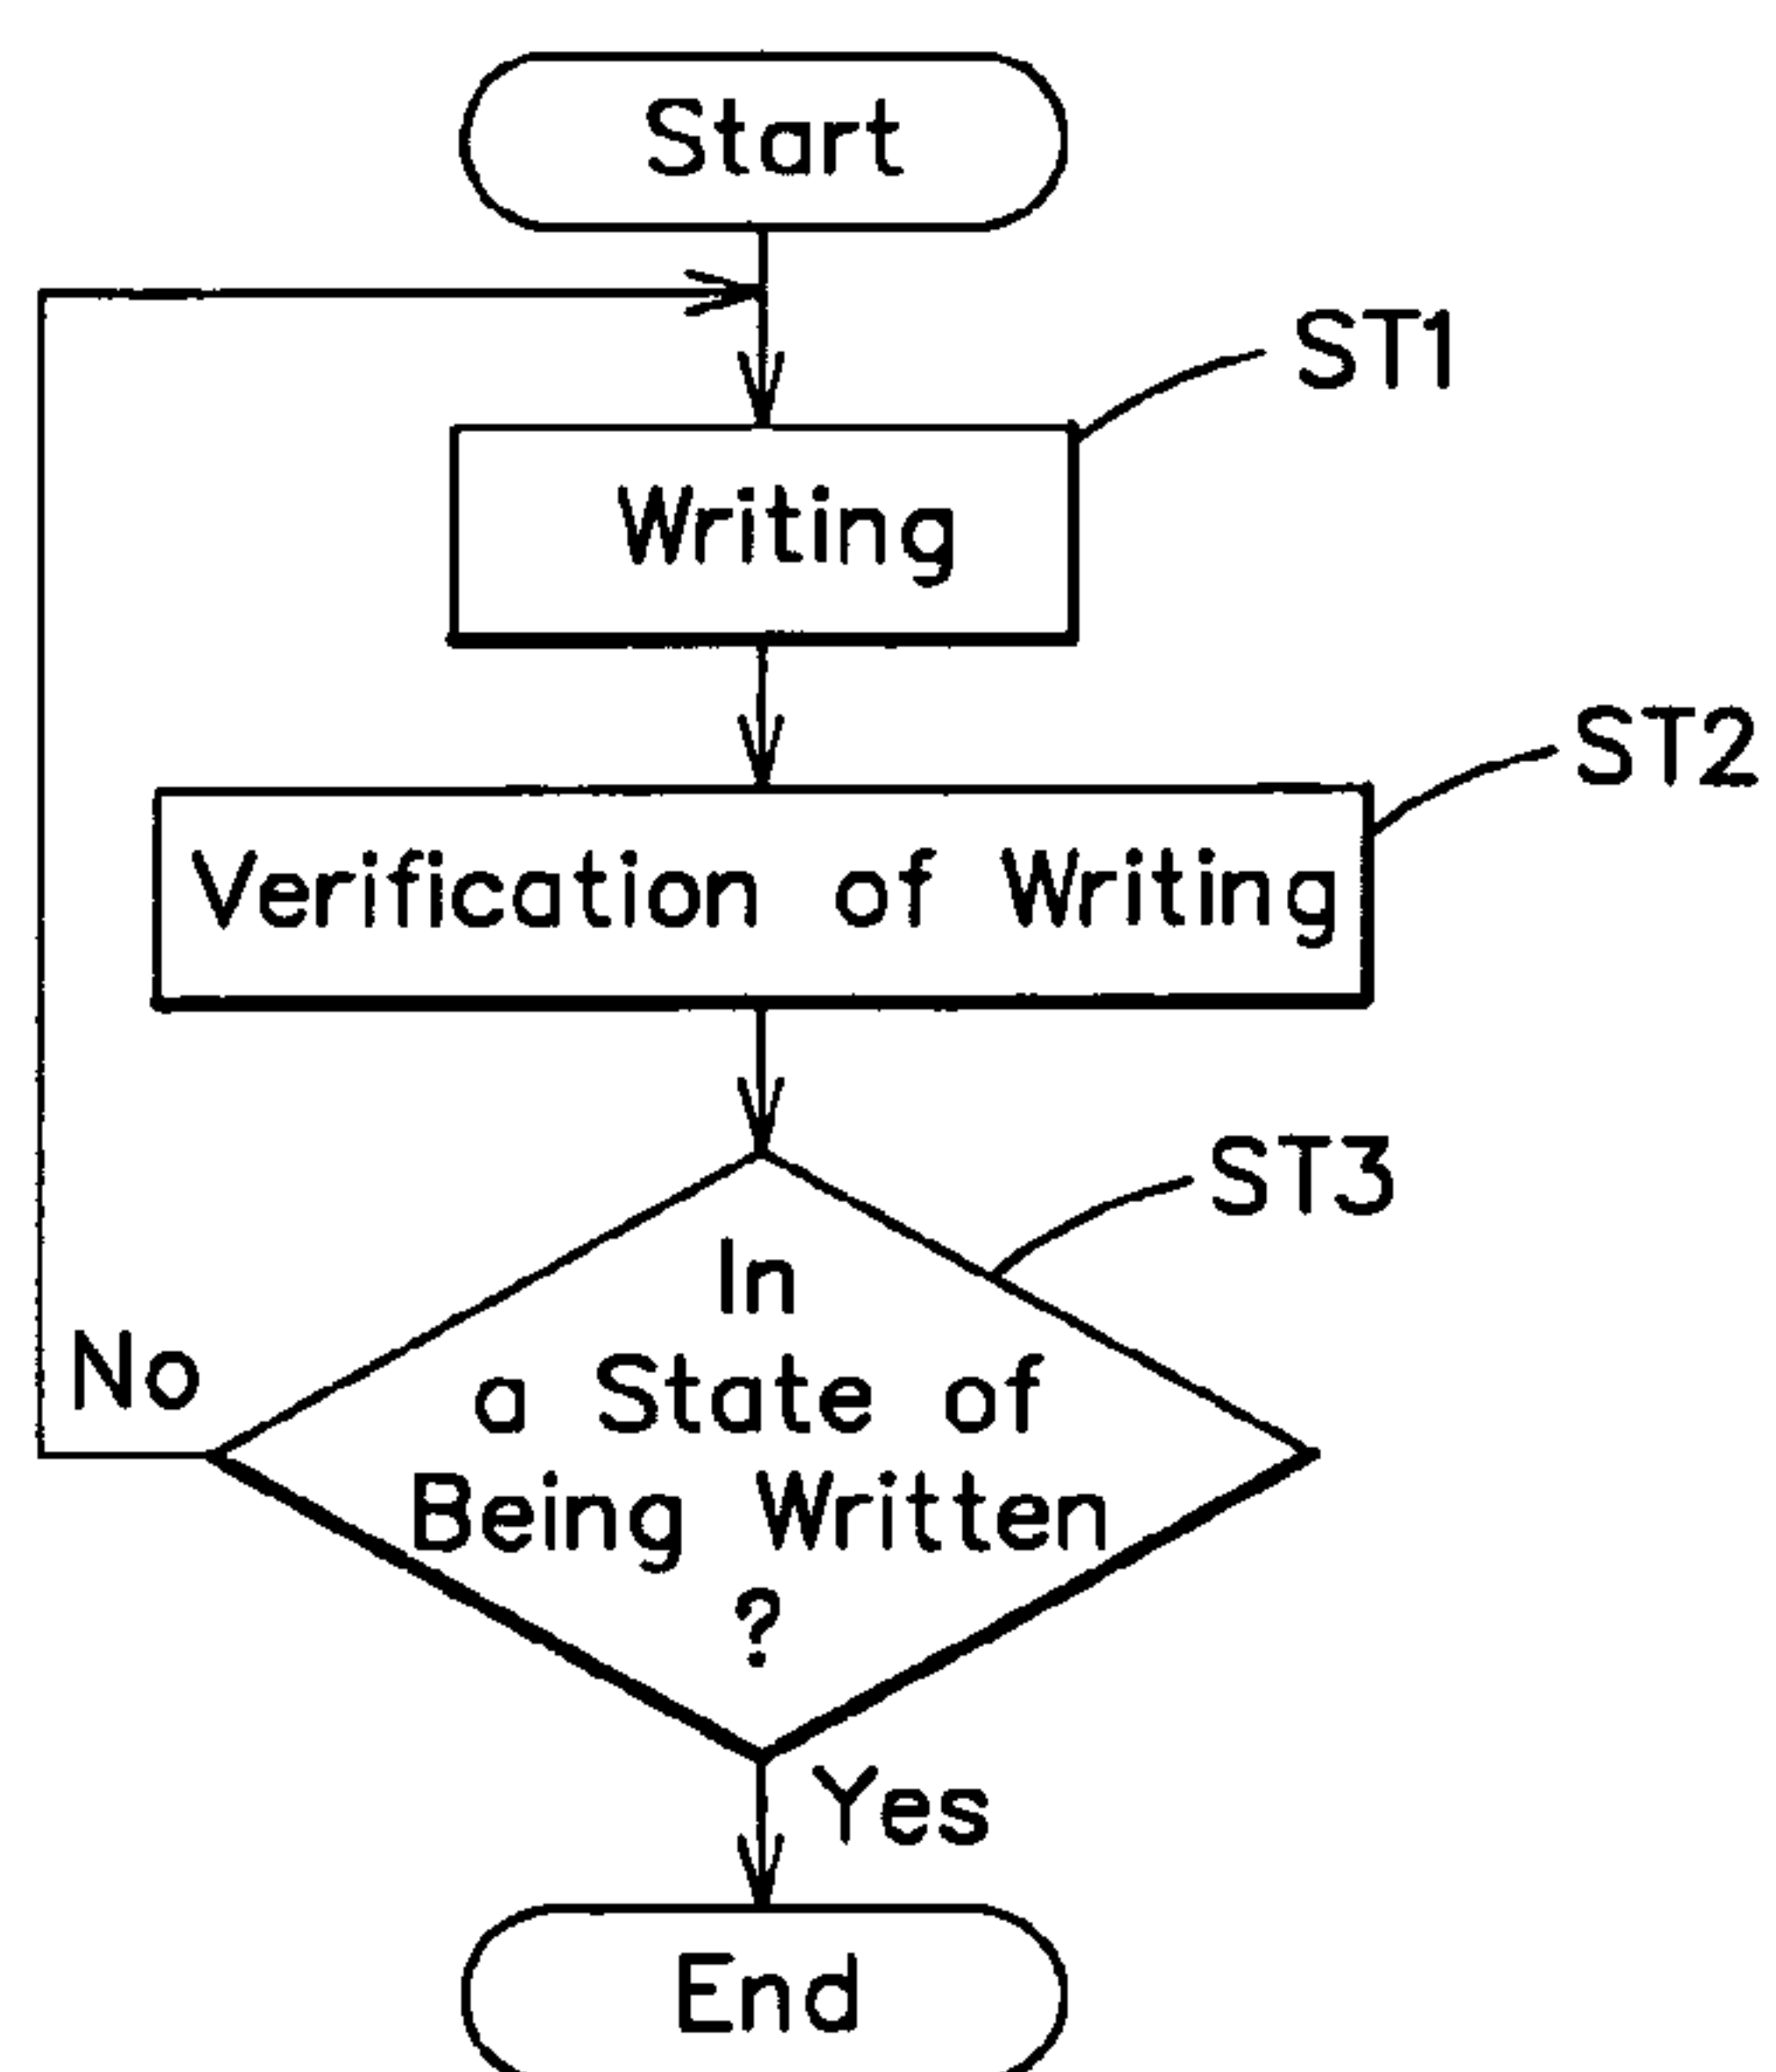 Start
ST1
Writing
ST2
Verification of Writing
ST3
In
a State of
Being Written
?
No
Yes
End